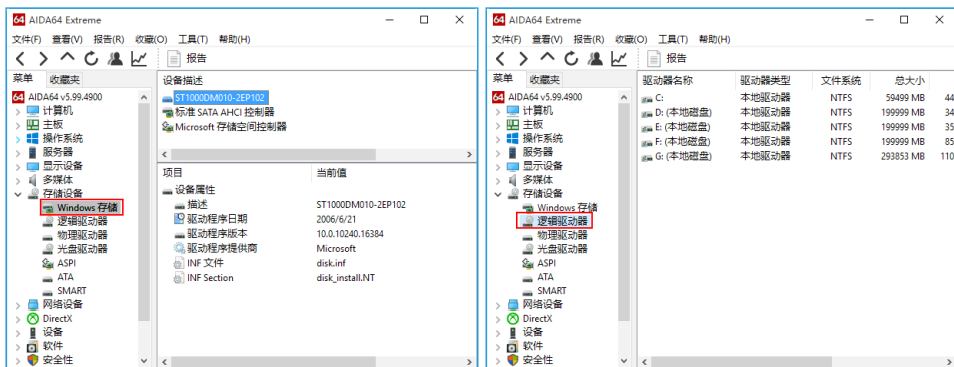 64 AIDA64 Extreme
文件(F) 查看(V) 报告(R) 收藏(O) 工具(T) 帮助(H)
报告
菜单 收藏夹
64 AIDA64 v5.99.4900
计算机
主板
操作系统
服务器
显示设备
多媒体
存储设备
Windows 存储
逻辑驱动器
物理驱动器
光盘驱动器
ASPI
ATA
SMART
网络设备
DirectX
设备
软件
安全性
设备描述
ST1000DM010-2EP102
标准 SATA AHCI 控制器
Microsoft 存储空间控制器
项目 当前值
设备属性
描述 ST1000DM010-2EP102
驱动程序日期 2006/6/21
驱动程序版本 10.0.10240.16384
驱动程序提供商 Microsoft
INF 文件 disk.inf
INF Section disk_install.NT
64 AIDA64 Extreme
文件(F) 查看(V) 报告(R) 收藏(O) 工具(T) 帮助(H)
报告
菜单 收藏夹
64 AIDA64 v5.99.4900
计算机
主板
操作系统
服务器
显示设备
多媒体
存储设备
Windows 存储
逻辑驱动器
物理驱动器
光盘驱动器
ASPI
ATA
SMART
网络设备
DirectX
设备
软件
安全性
驱动器名称 驱动器类型 文件系统 总大小
C: 本地驱动器 NTFS 59499 MB 44
D: (本地磁盘) 本地驱动器 NTFS 199999 MB 34
E: (本地磁盘) 本地驱动器 NTFS 199999 MB 35
F: (本地磁盘) 本地驱动器 NTFS 199999 MB 85
G: (本地磁盘) 本地驱动器 NTFS 293853 MB 110